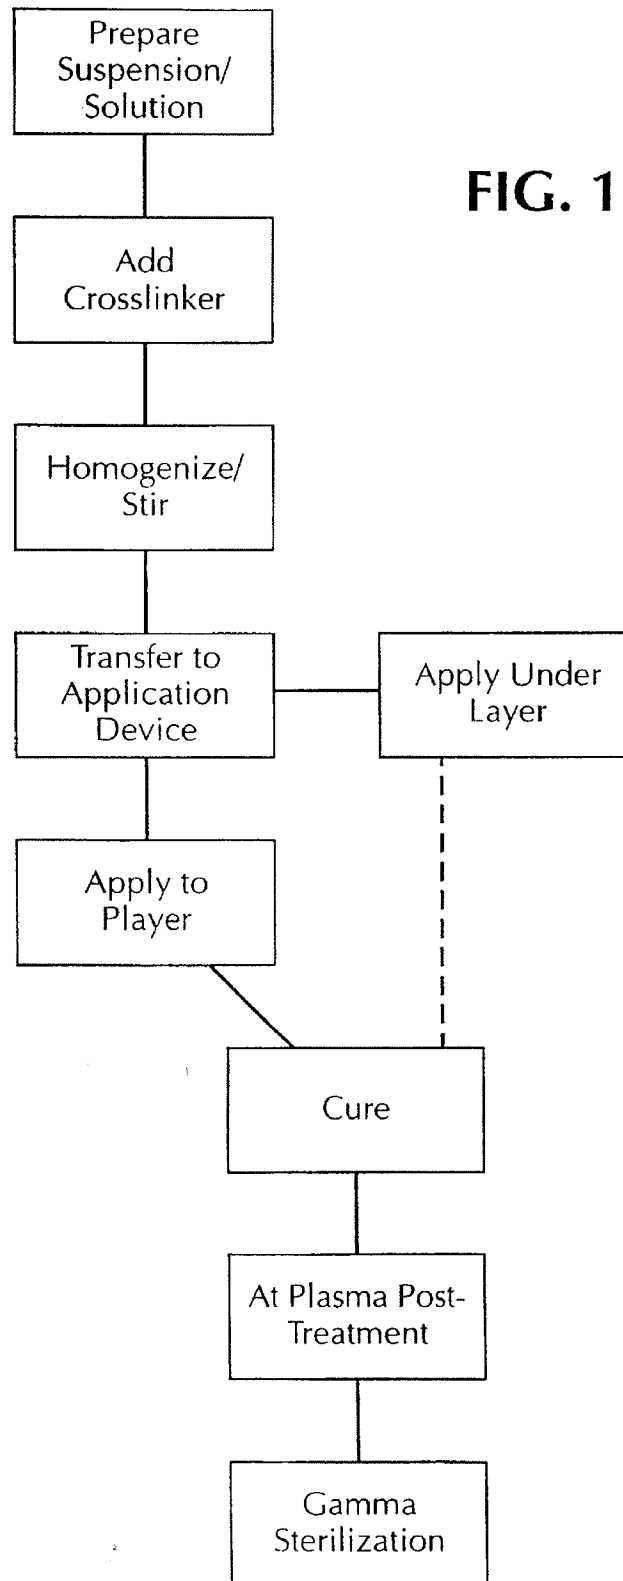 Prepare
Suspension/
Solution
FIG. 1
Add
Crosslinker
Homogenize/
Stir
Transfer to
Application
Device
Apply Under
Layer
Apply to
Player
Cure
At Plasma Post-
Treatment
Gamma
Sterilization